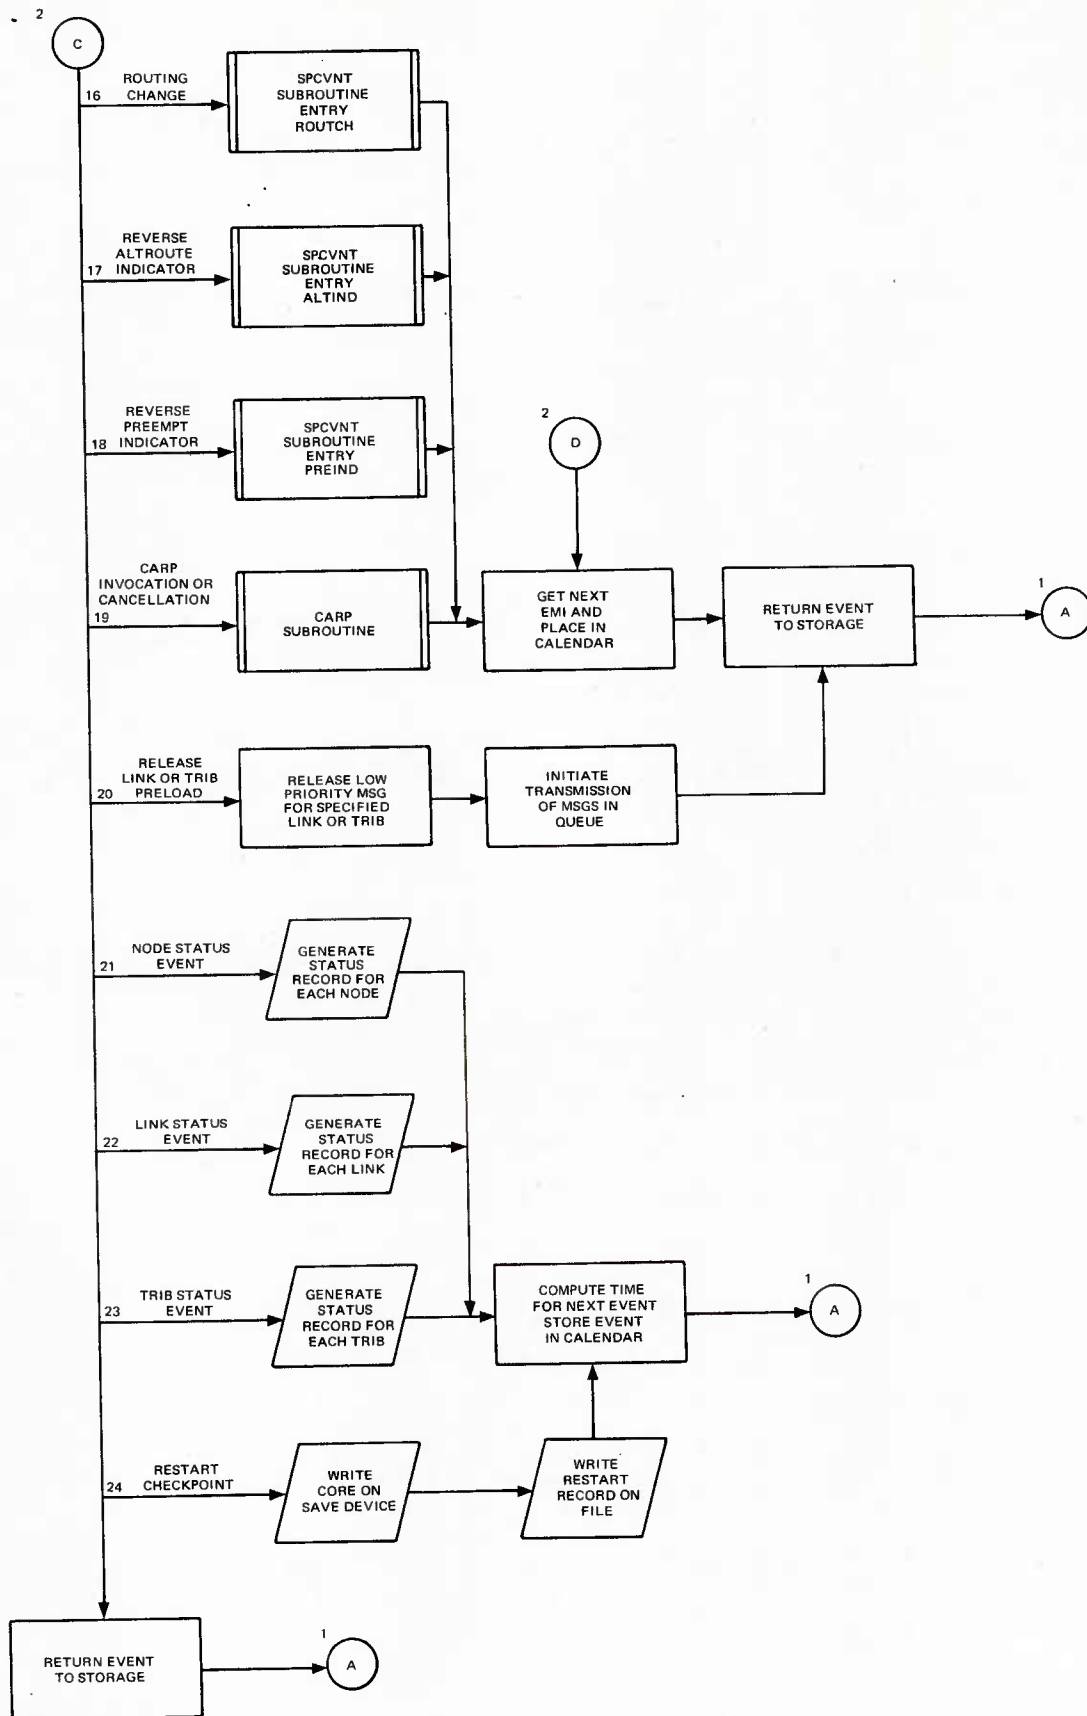 2
C
16
ROUTING
CHANGE
SPCVNT
SUBROUTINE
ENTRY
ROUTCH
17
REVERSE
ALTROUTE
INDICATOR
SPCVNT
SUBROUTINE
ENTRY
ALTIND
18
REVERSE
PREEMPT
INDICATOR
SPCVNT
SUBROUTINE
ENTRY
PREIND
2
D
19
CARP
INVOCATION OR
CANCELLATION
CARP
SUBROUTINE
GET NEXT
EMI AND
PLACE IN
CALENDAR
RETURN EVENT
TO STORAGE
1
A
20
RELEASE
LINK OR TRIB
PRELOAD
RELEASE LOW
PRIORITY MSG
FOR SPECIFIED
LINK OR TRIB
INITIATE
TRANSMISSION
OF MSGS IN
QUEUE
21
NODE STATUS
EVENT
GENERATE
STATUS
RECORD FOR
EACH NODE
22
LINK STATUS
EVENT
GENERATE
STATUS
RECORD FOR
EACH LINK
23
TRIB STATUS
EVENT
GENERATE
STATUS
RECORD FOR
EACH TRIB
COMPUTE TIME
FOR NEXT EVENT
STORE EVENT
IN CALENDAR
1
A
24
RESTART
CHECKPOINT
WRITE
CORE ON
SAVE DEVICE
WRITE
RESTART
RECORD ON
FILE
RETURN EVENT
TO STORAGE
1
A